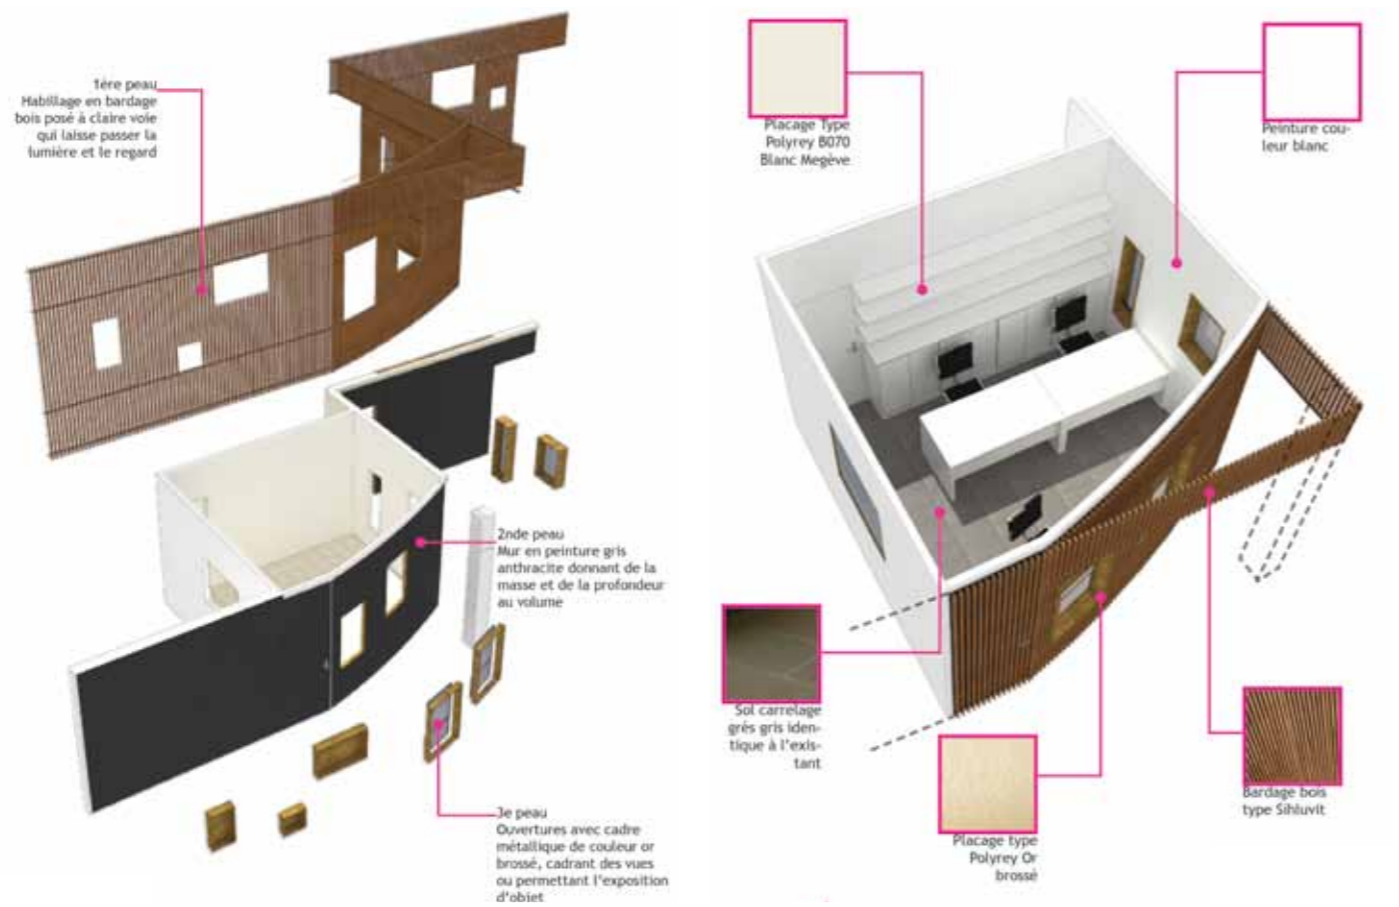 1ère peau
Habillage en bardage
bois posé à claire voie
qui laisse passer la
lumière et le regard
2nde peau
Mur en peinture gris
anthracite donnant de la
masse et de la profondeur
au volume
3e peau
Ouvertures avec cadre
métallique de couleur or
brossé, cadrant des vues
ou permettant l'exposition
d'objet
Placage Type
Polyrey B070
Blanc Megève
Peinture cou-
leur blanc
Sol carrelage
grès gris iden-
tique à l'exis-
tant
Placage type
Polyrey Or
brossé
Bardage bois
type Sihluvit